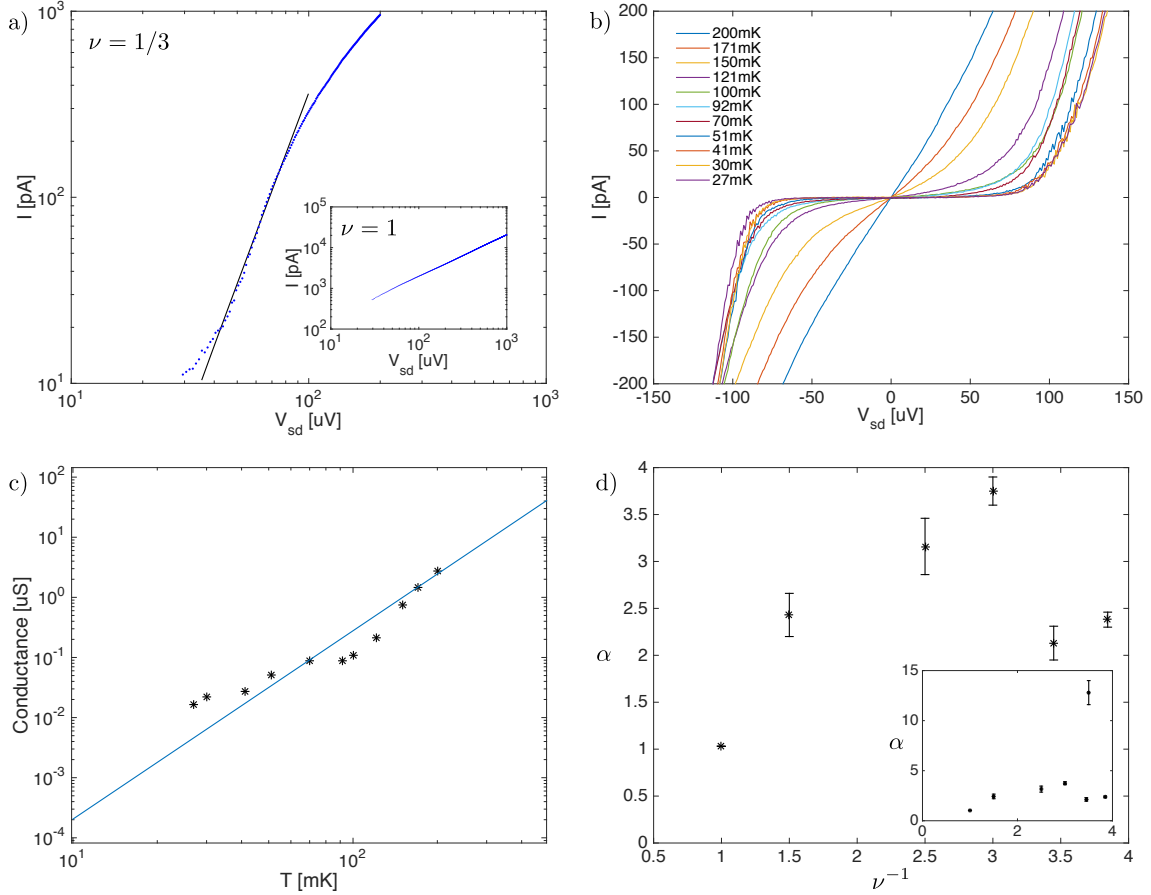 a)
ν = 1/3
10^3
10^2
10^1
I [pA]
10^1
10^2
10^3
V_sd [uV]
ν = 1
10^5
10^4
10^3
10^2
I [pA]
10^1
10^2
10^3
V_sd [uV]
b)
200
150
100
50
0
-50
-100
-150
-200
I [pA]
200mK
171mK
150mK
121mK
100mK
92mK
70mK
51mK
41mK
30mK
27mK
-150
-100
-50
0
50
100
150
V_sd [uV]
c)
10^2
10^1
10^0
10^-1
10^-2
10^-3
10^-4
Conductance [uS]
10^1
10^2
T [mK]
d)
4
3.5
3
2.5
2
1.5
1
0.5
0
α
0.5
1
1.5
2
2.5
3
3.5
4
ν^-1
15
10
5
0
α
0
2
4